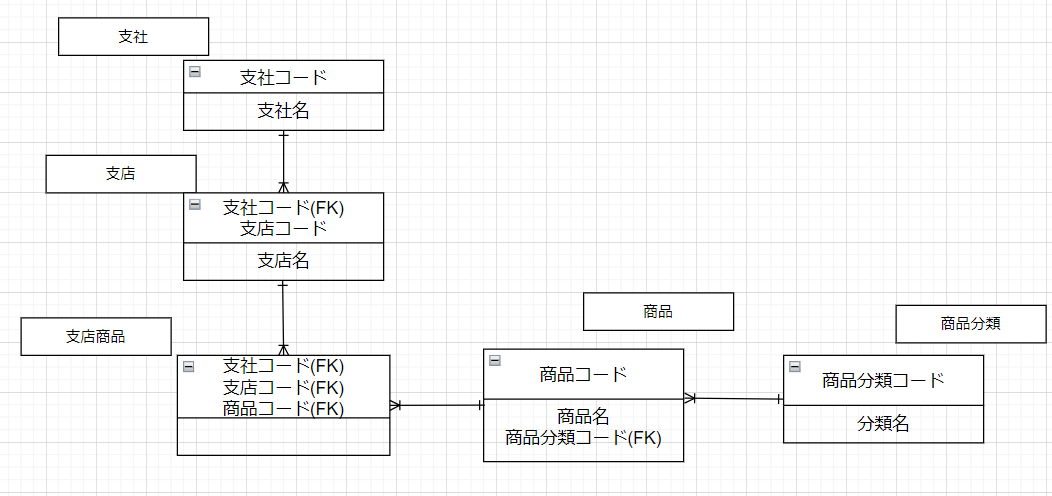 支社
支社コード
支社名
支店
支社コード(FK)
支店コード
支店名
支店商品
支社コード(FK)
支店コード(FK)
商品コード(FK)
商品
商品コード
商品名
商品分類コード(FK)
商品分類
商品分類コード
分類名